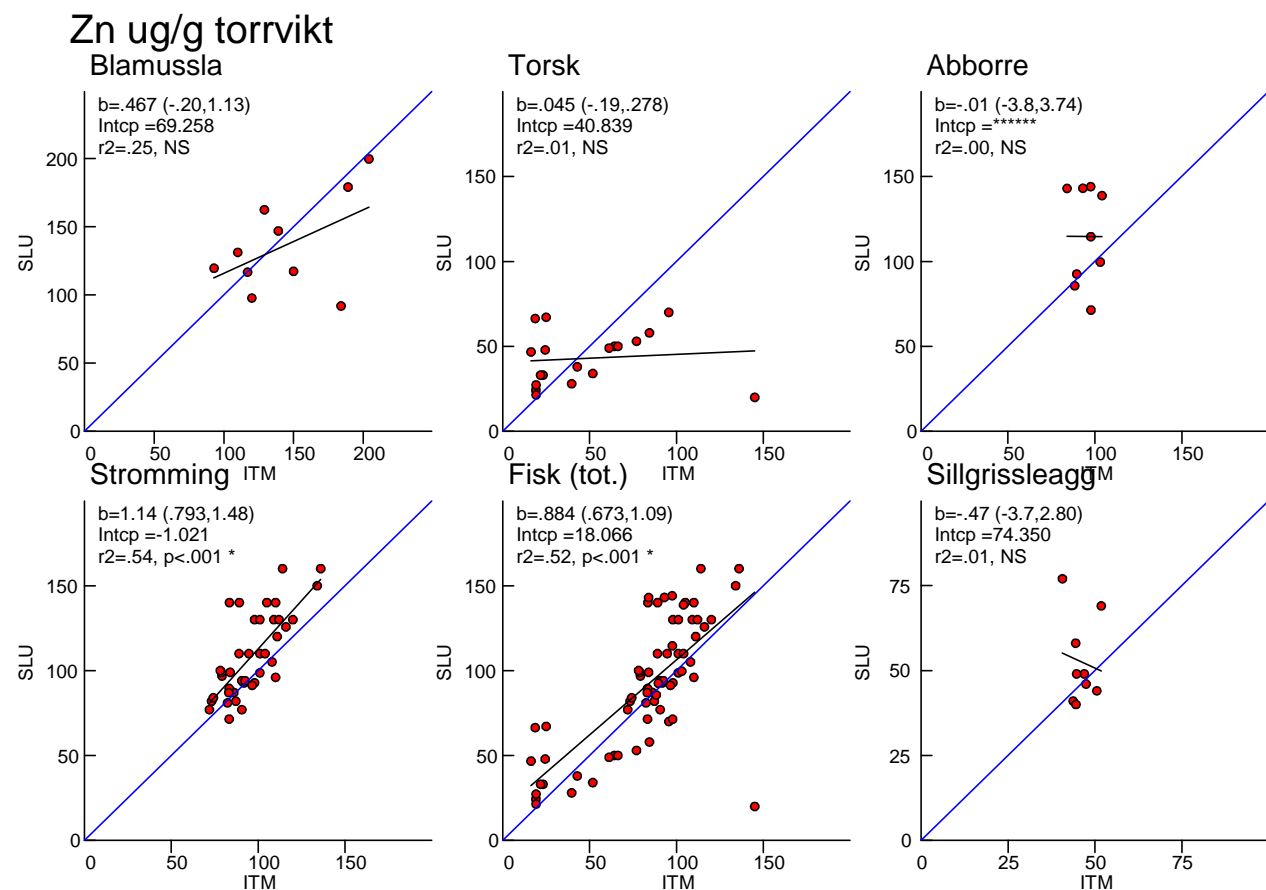 Zn ug/g torrvikt
Blamussla
b=.467 (-.20,1.13)
Intcp =69.258
r2=.25, NS
SLU
200
150
100
50
0
0 50 100 150 200
ITM
Torsk
b=.045 (-.19,.278)
Intcp =40.839
r2=.01, NS
SLU
150
100
50
0
0 50 100 150
ITM
Abborre
b=-.01 (-3.8,3.74)
Intcp =******
r2=.00, NS
SLU
150
100
50
0
0 50 100 150
ITM
Stromming
b=1.14 (.793,1.48)
Intcp =-1.021
r2=.54, p<.001 *
SLU
150
100
50
0
0 50 100 150
ITM
Fisk (tot.)
b=.884 (.673,1.09)
Intcp =18.066
r2=.52, p<.001 *
SLU
150
100
50
0
0 50 100 150
ITM
Sillgrissleagg
b=-.47 (-3.7,2.80)
Intcp =74.350
r2=.01, NS
SLU
75
50
25
0
0 25 50 75
ITM